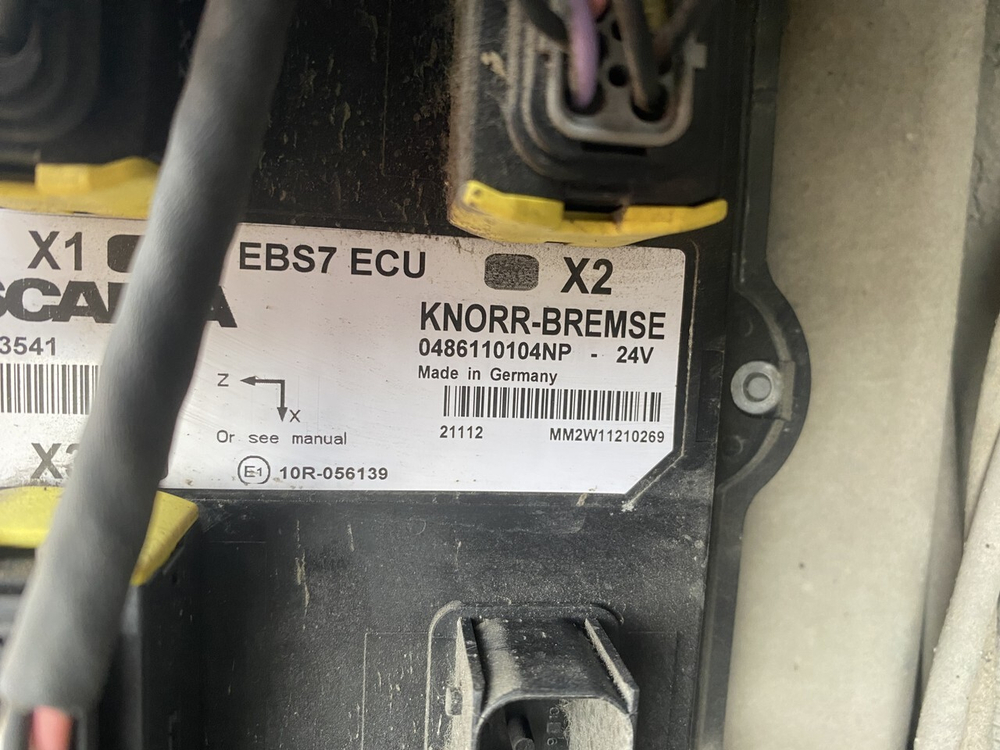 X1
EBS7 ECU
X2
KNORR-BREMSE
3541
0486110104NP - 24V
Made in Germany
Z
X
21112
MM2W11210269
Or see manual
E1 10R-056139